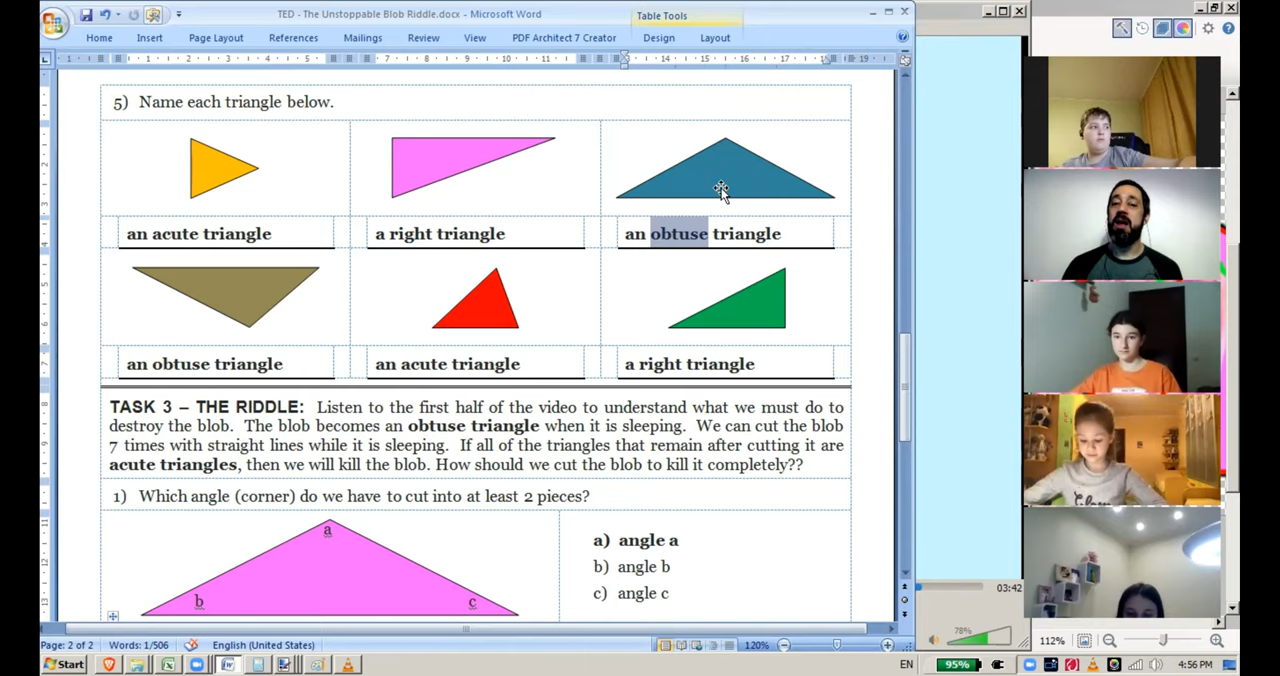 TED - The Unstoppable Blob Riddle.docx - Microsoft Word
Table Tools
Home Insert Page Layout References Mailings Review View PDF Architect 7 Creator Design Layout
5) Name each triangle below.
an acute triangle
a right triangle
an obtuse triangle
an obtuse triangle
an acute triangle
a right triangle
TASK 3 – THE RIDDLE: Listen to the first half of the video to understand what we must do to
destroy the blob. The blob becomes an obtuse triangle when it is sleeping. We can cut the blob
7 times with straight lines while it is sleeping. If all of the triangles that remain after cutting it are
acute triangles, then we will kill the blob. How should we cut the blob to kill it completely??
1) Which angle (corner) do we have to cut into at least 2 pieces?
a
b
c
a) angle a
b) angle b
c) angle c
03:42
78%
Page: 2 of 2 Words: 1/506 English (United States) 120%
112%
Start
EN 95% 4:56 PM